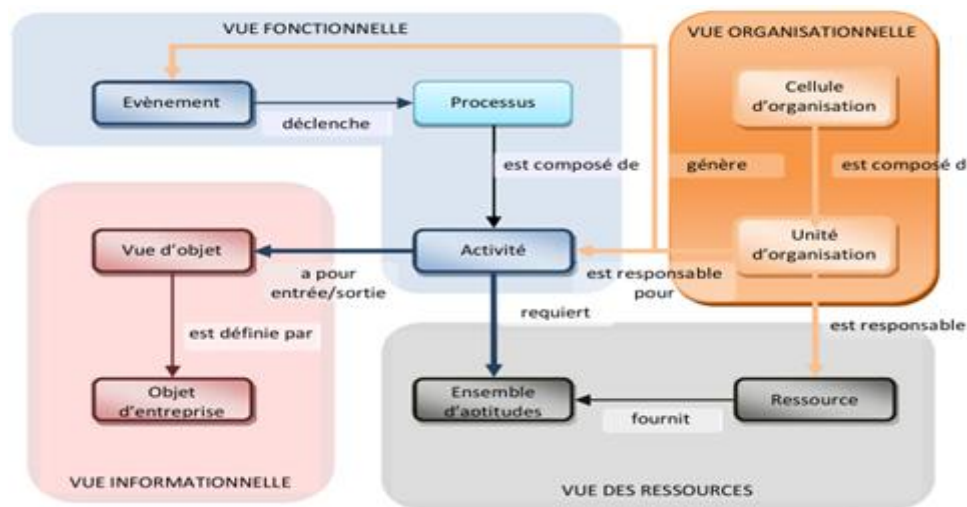 VUE FONCTIONNELLE
VUE ORGANISATIONNELLE
Evènement
déclenche
Processus
Cellule
d'organisation
est composé de
génère
est composé d
Vue d'objet
a pour
entrée/sortie
Activité
est responsable
pour
Unité
d'organisation
est définie par
requiert
est responsable
Objet
d'entreprise
Ensemble
d'aptitudes
fournit
Ressource
VUE INFORMATIONNELLE
VUE DES RESSOURCES